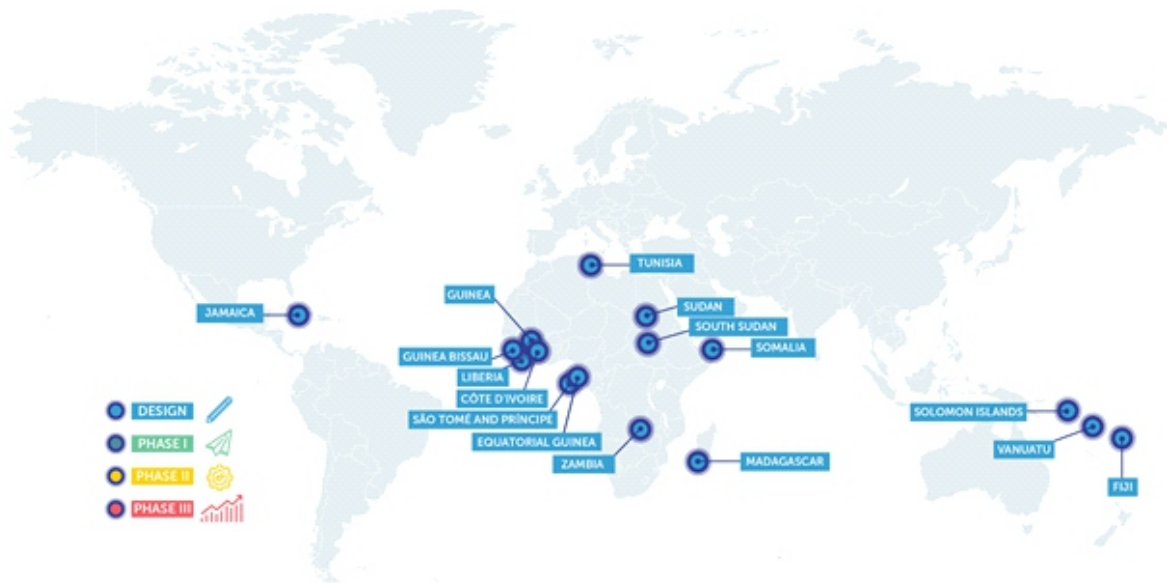 TUNISIA
GUINEA
SUDAN
JAMAICA
SOUTH SUDAN
SOMALIA
GUINEA BISSAU
LIBERIA
CÔTE D'IVOIRE
SÃO TOMÉ AND PRÍNCIPE
EQUATORIAL GUINEA
ZAMBIA
MADAGASCAR
SOLOMON ISLANDS
VANUATU
FIJI
DESIGN
PHASE I
PHASE II
PHASE III